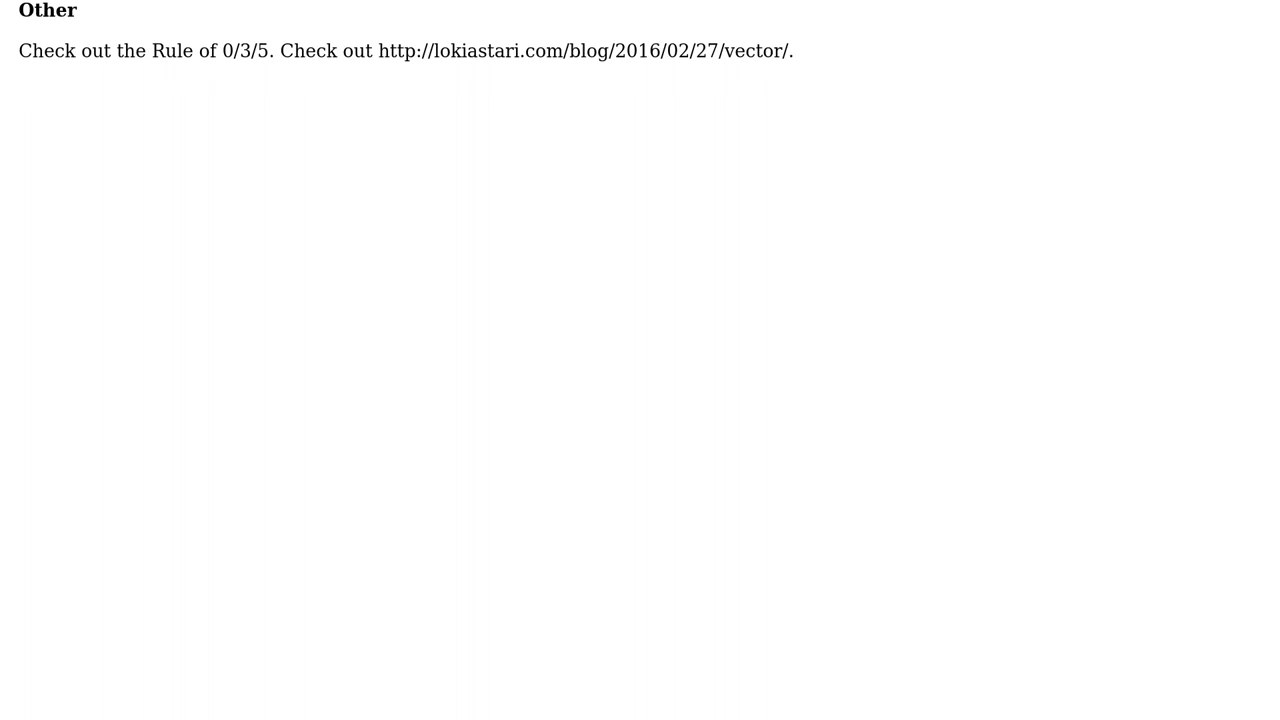 Other
Check out the Rule of 0/3/5. Check out http://lokiastari.com/blog/2016/02/27/vector/.